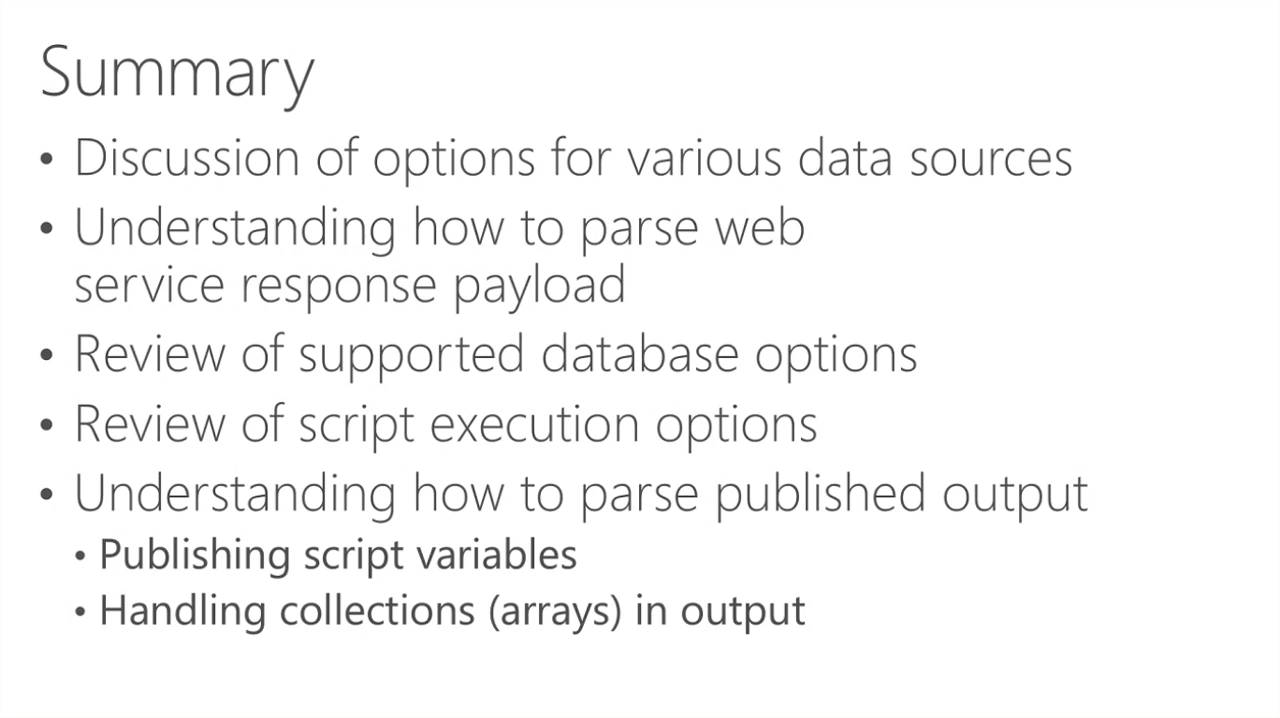 Summary
• Discussion of options for various data sources
• Understanding how to parse web
service response payload
• Review of supported database options
• Review of script execution options
• Understanding how to parse published output
• Publishing script variables
• Handling collections (arrays) in output